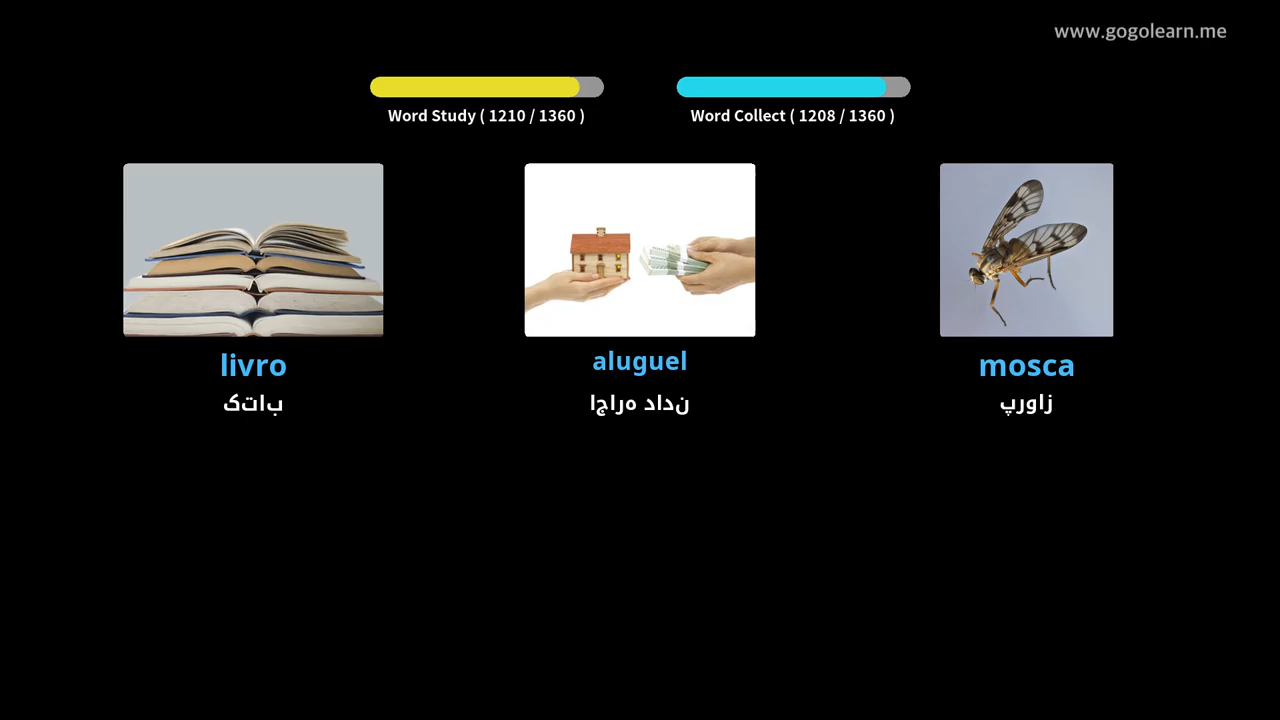 www.gogolearn.me
Word Study ( 1210 / 1360 )
Word Collect ( 1208 / 1360 )
livro
باتک
aluguel
نداد هراجا
mosca
زاورپ